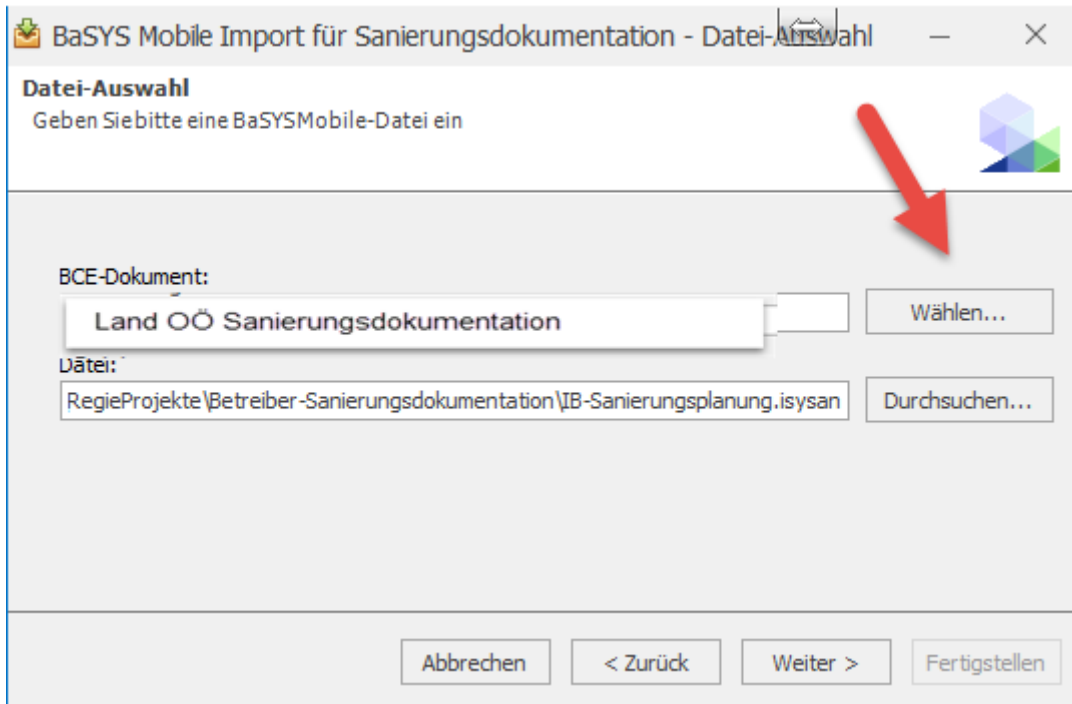 BaSYS Mobile Import für Sanierungsdokumentation - Datei-Auswahl
Datei-Auswahl
Geben Sie bitte eine BaSYSMobile-Datei ein
BCE-Dokument:
Land OÖ Sanierungsdokumentation
Wählen...
Datei:
RegieProjekte\Betreiber-Sanierungsdokumentation\IB-Sanierungsplanung.isysan
Durchsuchen...
Abbrechen
< Zurück
Weiter >
Fertigstellen